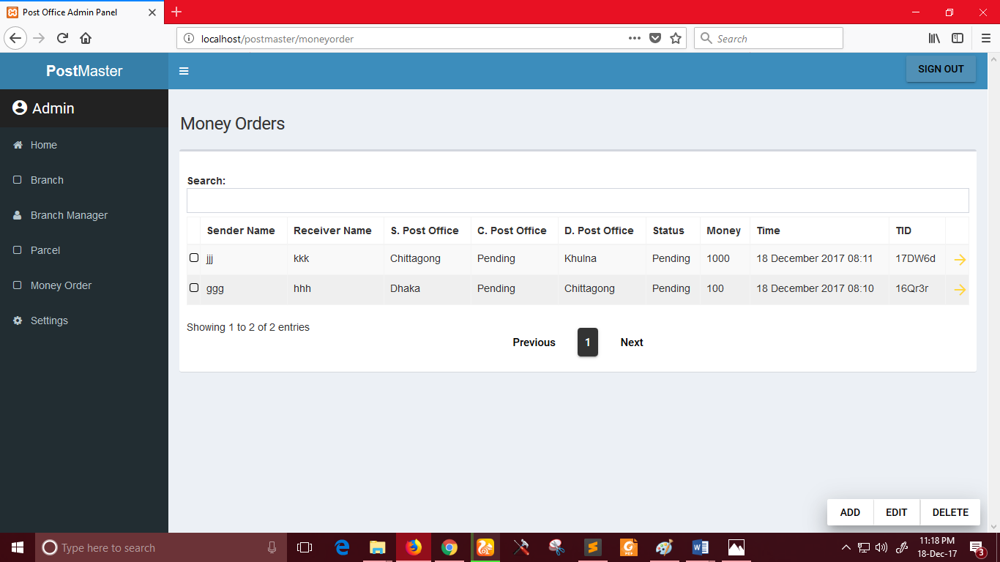 Post Office Admin Panel
localhost/postmaster/moneyorder
Search
PostMaster
SIGN OUT
Admin
Home
Branch
Branch Manager
Parcel
Money Order
Settings
Money Orders
Search:
Sender Name Receiver Name S. Post Office C. Post Office D. Post Office Status Money Time TID
jjj kkk Chittagong Pending Khulna Pending 1000 18 December 2017 08:11 17DW6d
ggg hhh Dhaka Pending Chittagong Pending 100 18 December 2017 08:10 16Qr3r
Showing 1 to 2 of 2 entries
Previous 1 Next
ADD EDIT DELETE
Type here to search
11:18 PM
18-Dec-17
3